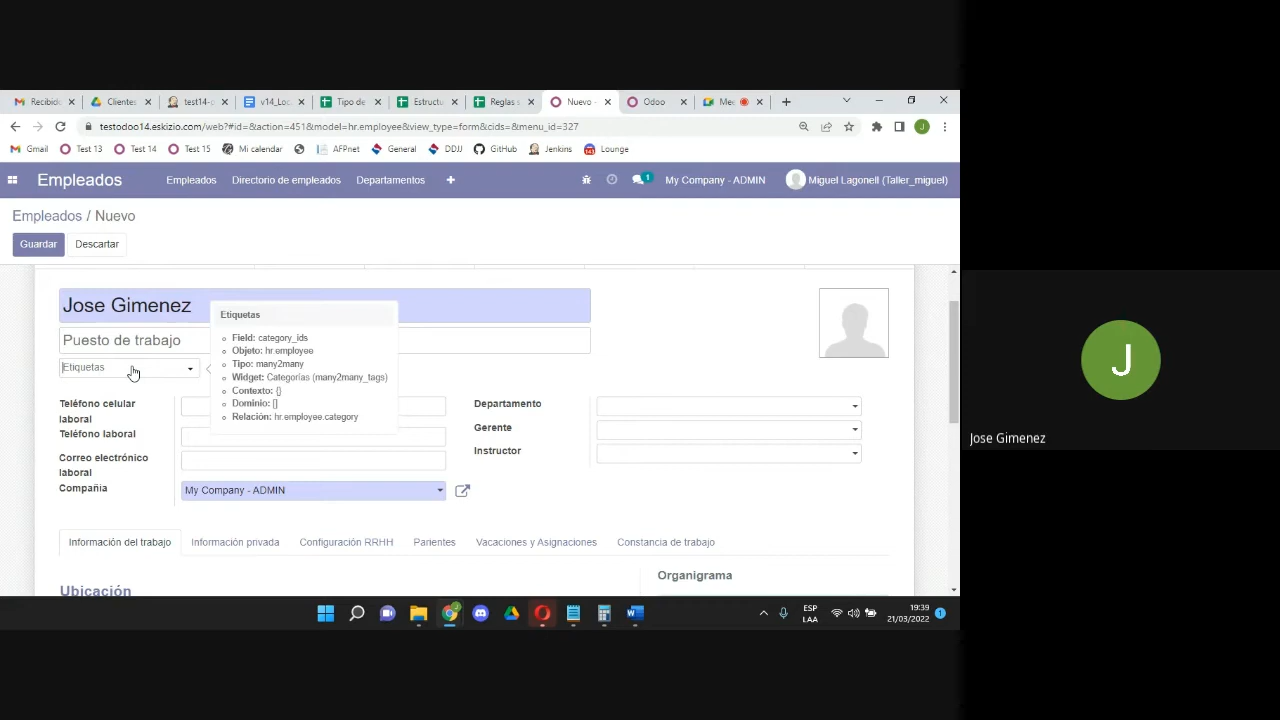 Recibido
Clientes
test14-p
v14_Loc
Tipo de
Estructu
Reglas s
Nuevo -
Odoo
Mee
testodoo14.eskizio.com/web?#id=&action=451&model=hr.employee&view_type=form&cids=&menu_id=327
J
Gmail
Test 13
Test 14
Test 15
Mi calendar
AFPnet
General
DDJJ
GitHub
Jenkins
Lounge
Empleados
Empleados
Directorio de empleados
Departamentos
1
My Company - ADMIN
Miguel Lagonell (Taller_miguel)
Empleados / Nuevo
Guardar
Descartar
Jose Gimenez
Puesto de trabajo
Etiquetas
Etiquetas
Field: category_ids
Objeto: hr.employee
Tipo: many2many
Widget: Categorías (many2many_tags)
Contexto: {}
Dominio: []
Relación: hr.employee.category
Teléfono celular
laboral
Teléfono laboral
Correo electrónico
laboral
Compañía
My Company - ADMIN
Departamento
Gerente
Instructor
Información del trabajo
Información privada
Configuración RRHH
Parientes
Vacaciones y Asignaciones
Constancia de trabajo
Ubicación
Organigrama
ESP
LAA
19:39
21/03/2022
1
J
Jose Gimenez